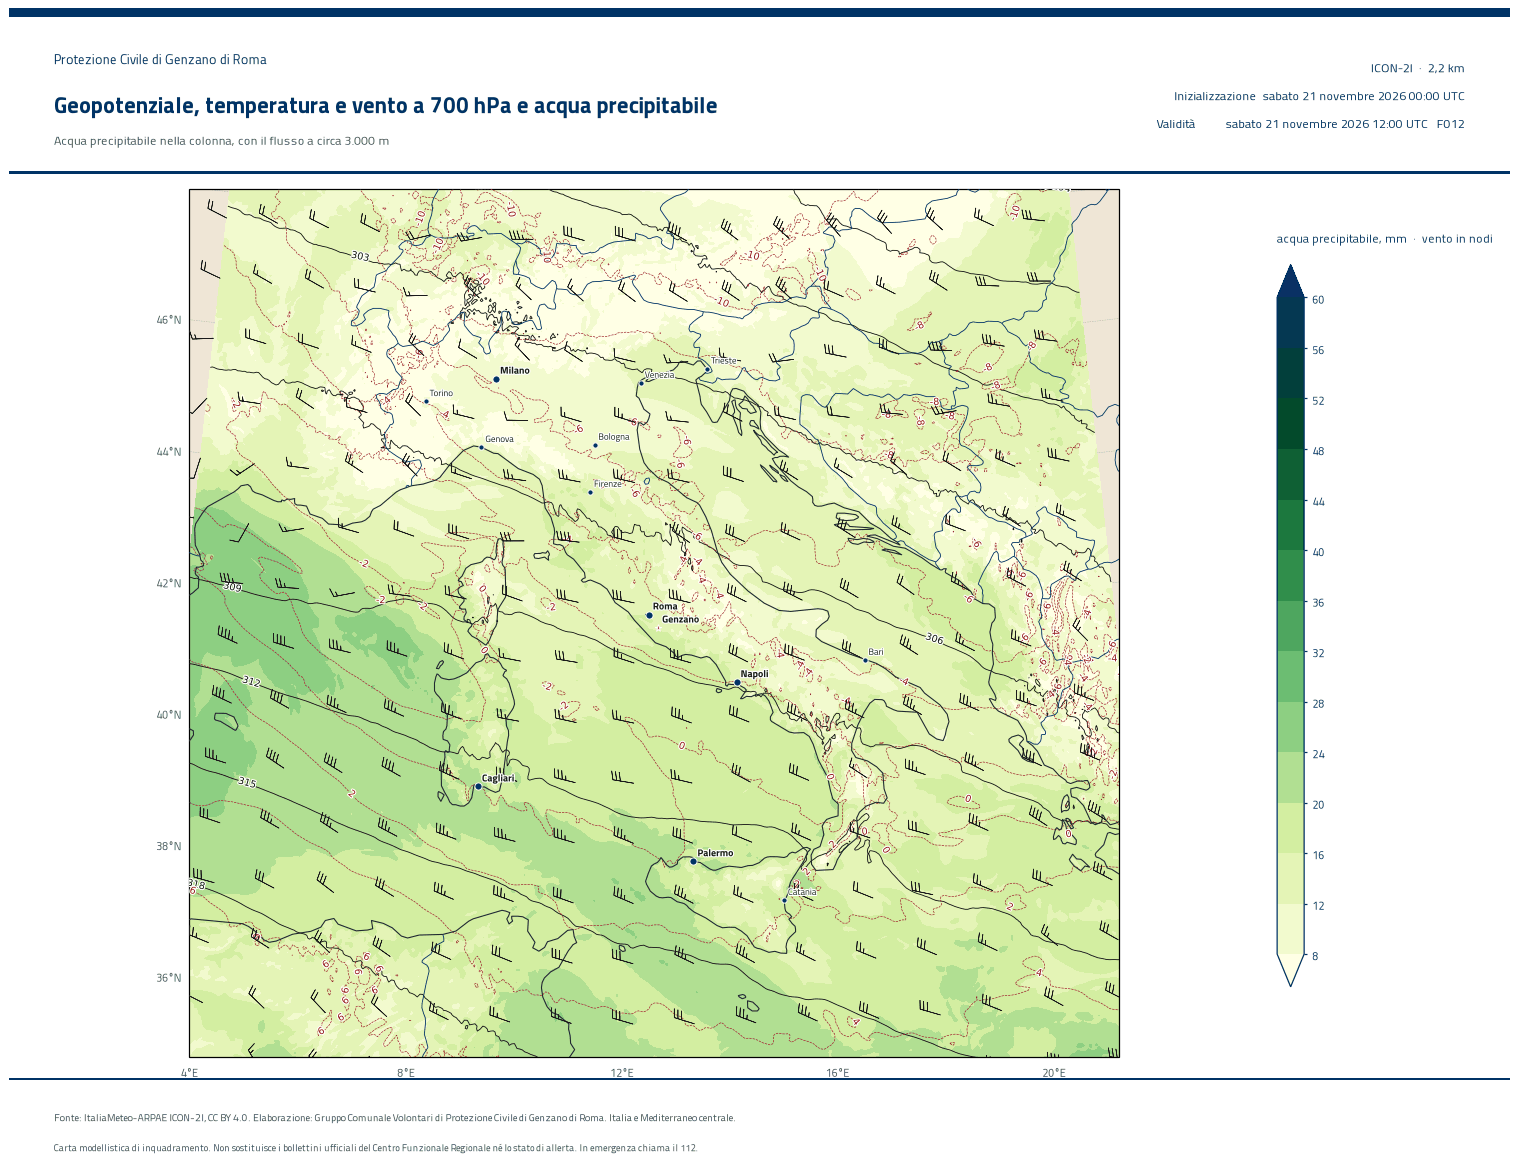 Protezione Civile di Genzano di Roma
Geopotenziale, temperatura e vento a 700 hPa e acqua precipitabile
Acqua precipitabile nella colonna, con il flusso a circa 3.000 m
ICON-2I · 2,2 km
Inizializzazione sabato 21 novembre 2026 00:00 UTC
Validità sabato 21 novembre 2026 12:00 UTC F012
acqua precipitabile, mm · vento in nodi
60
56
52
48
44
40
36
32
28
24
20
16
12
8
46°N
44°N
42°N
40°N
38°N
36°N
4°E
8°E
12°E
16°E
20°E
303
306
309
312
315
318
Milano
Torino
Venezia
Trieste
Genova
Bologna
Firenze
Roma
Genzano
Napoli
Bari
Cagliari
Palermo
Catania
Fonte: ItaliaMeteo-ARPAE ICON-2I, CC BY 4.0. Elaborazione: Gruppo Comunale Volontari di Protezione Civile di Genzano di Roma. Italia e Mediterraneo centrale.
Carta modellistica di inquadramento. Non sostituisce i bollettini ufficiali del Centro Funzionale Regionale né lo stato di allerta. In emergenza chiama il 112.